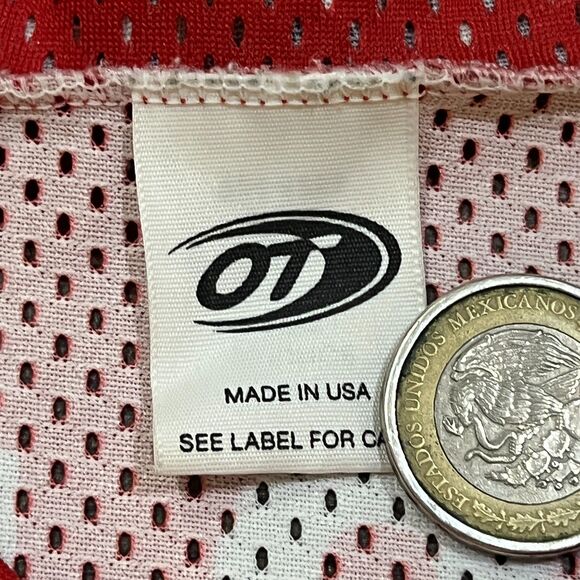 OT
MADE IN USA
SEE LABEL FOR CA
ESTADOS UNIDOS MEXICANOS